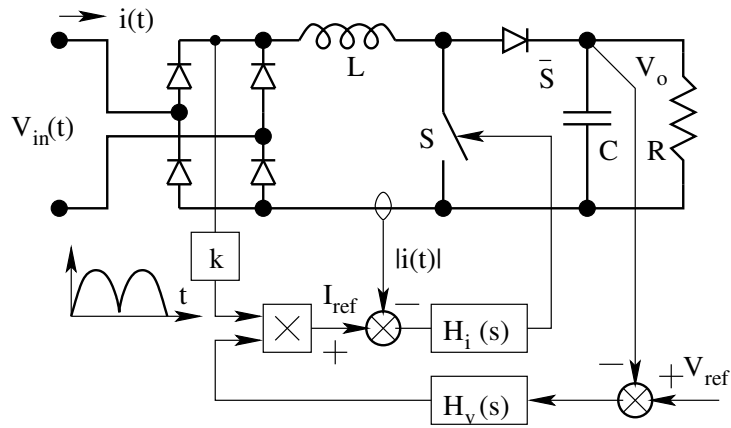 i(t)
L
S̄
V_o
V_in(t)
S
C
R
k
|i(t)|
t
I_ref
−
×
+
H_i(s)
−
+
V_ref
H_v(s)